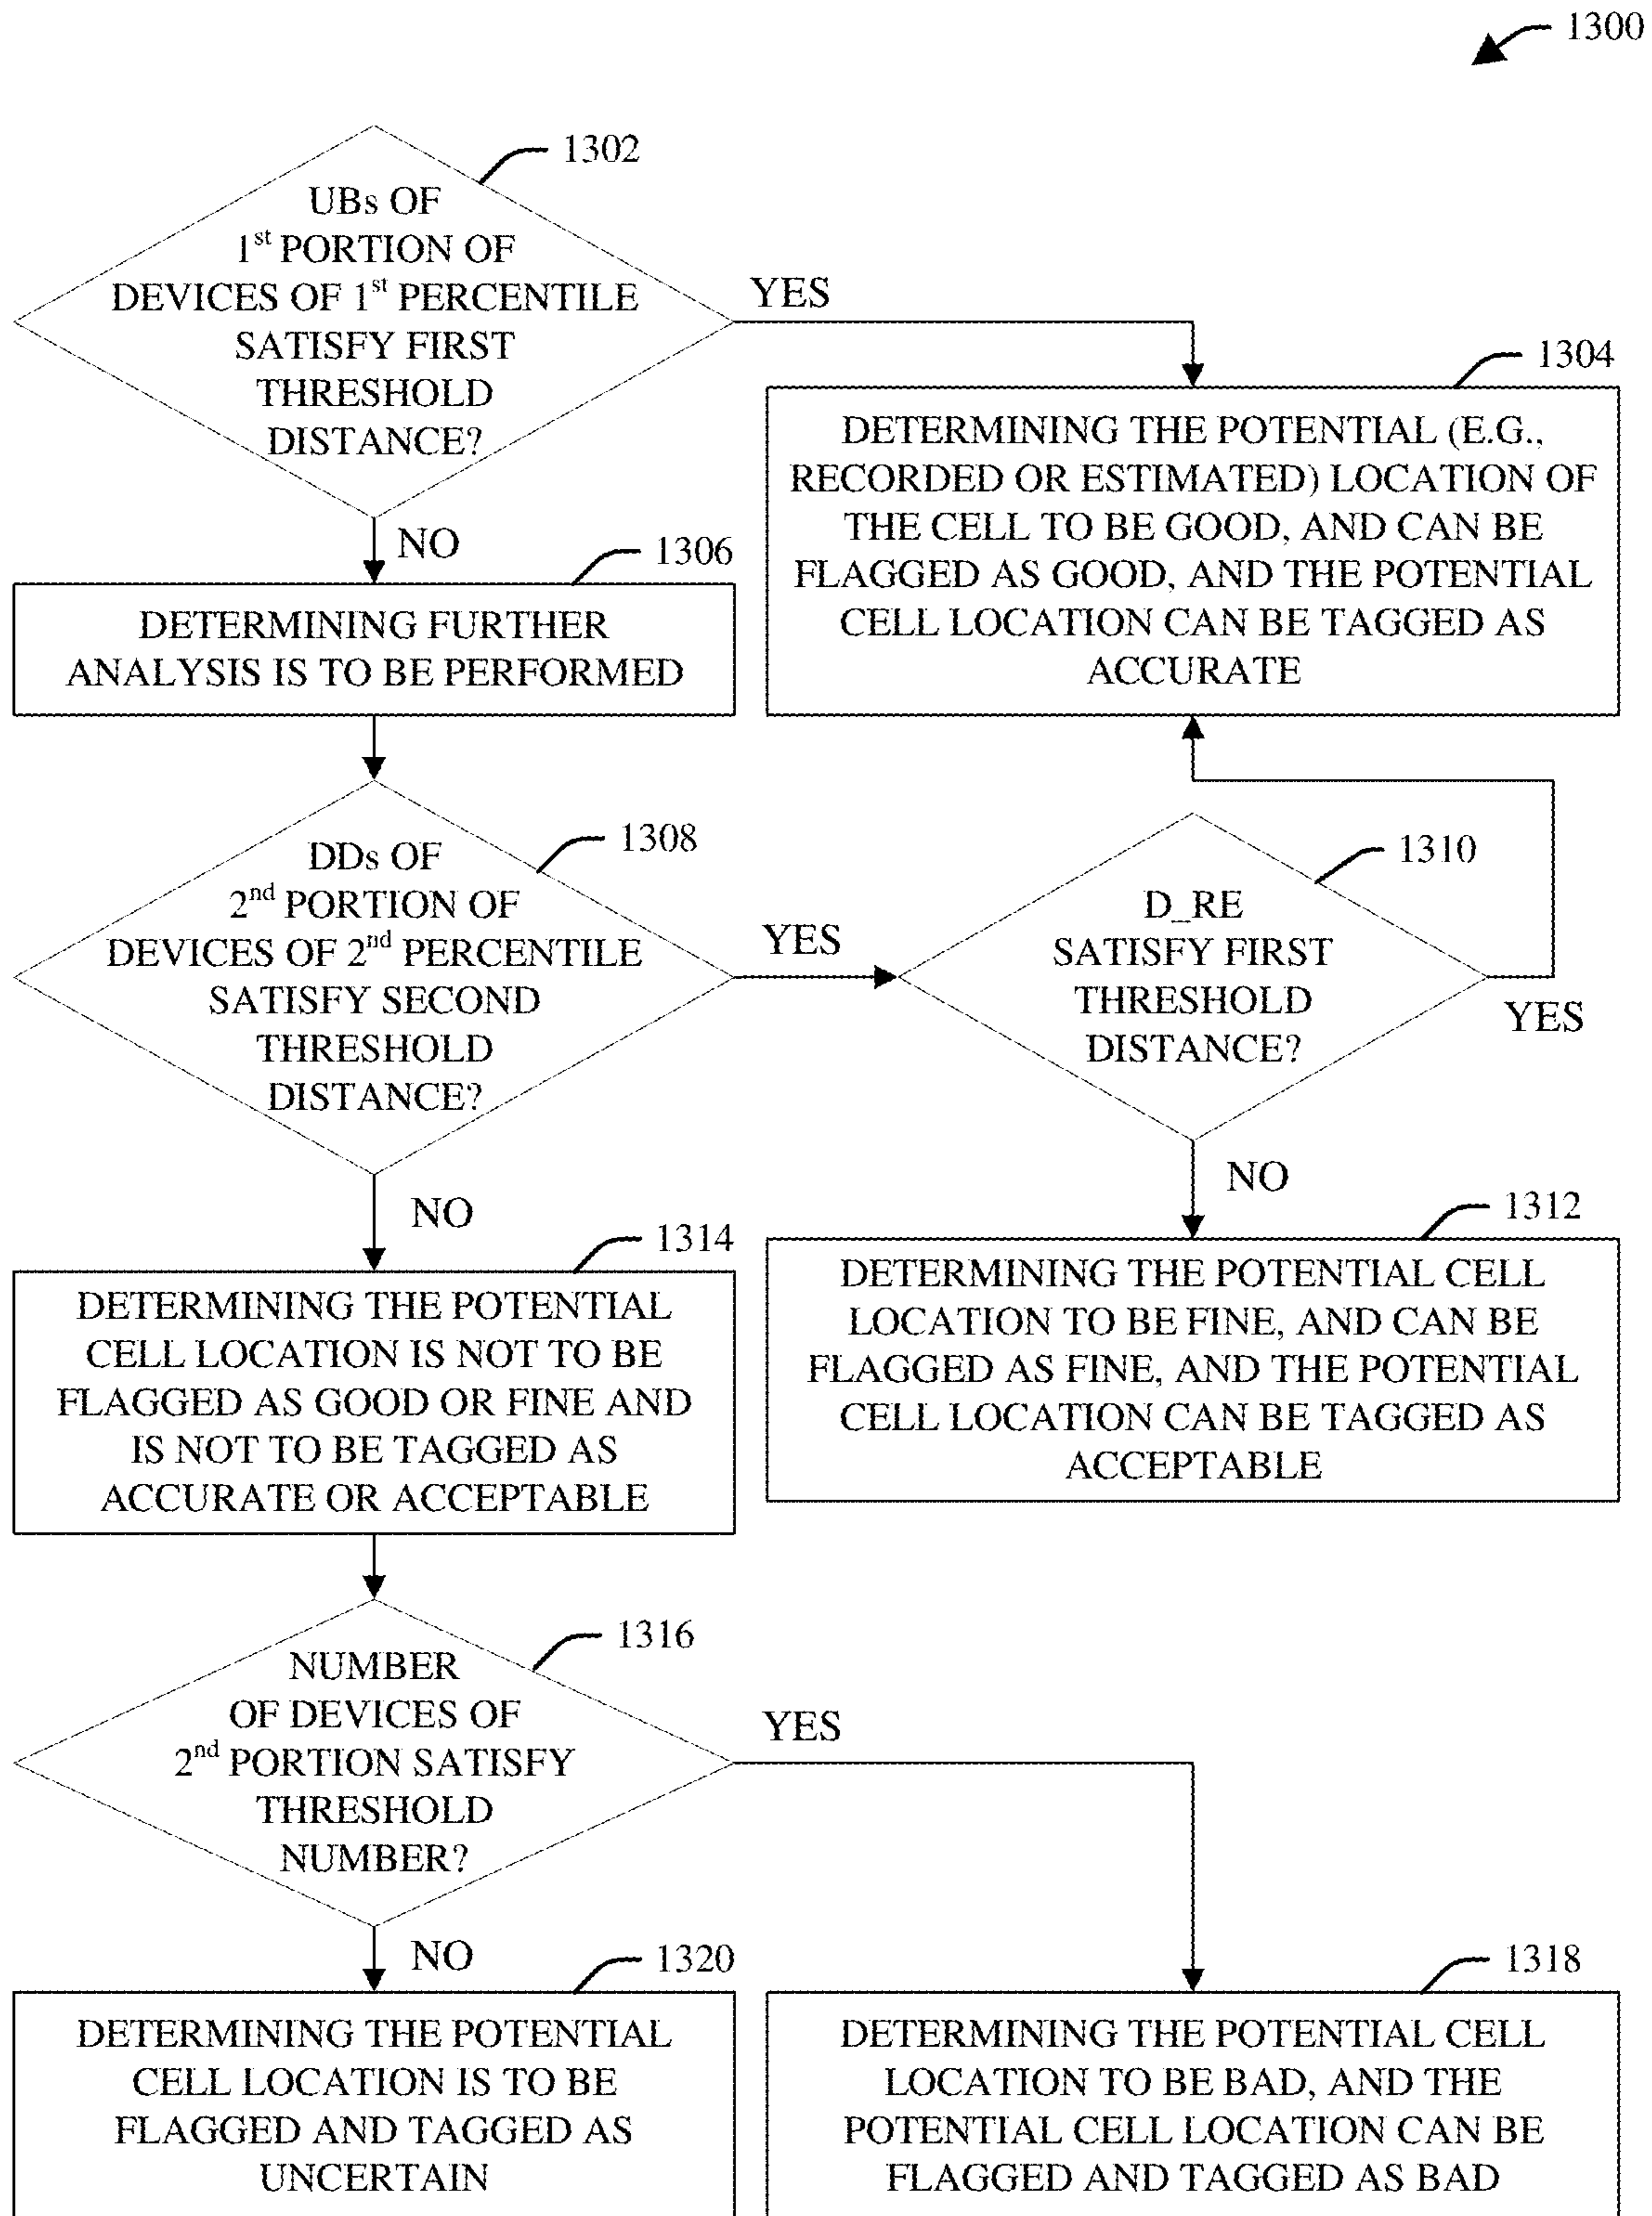 1300
1302
UBs OF
1st PORTION OF
DEVICES OF 1st PERCENTILE
SATISFY FIRST
THRESHOLD
DISTANCE?
YES
NO
1304
DETERMINING THE POTENTIAL (E.G.,
RECORDED OR ESTIMATED) LOCATION OF
THE CELL TO BE GOOD, AND CAN BE
FLAGGED AS GOOD, AND THE POTENTIAL
CELL LOCATION CAN BE TAGGED AS
ACCURATE
1306
DETERMINING FURTHER
ANALYSIS IS TO BE PERFORMED
1308
DDs OF
2nd PORTION OF
DEVICES OF 2nd PERCENTILE
SATISFY SECOND
THRESHOLD
DISTANCE?
YES
NO
1310
D_RE
SATISFY FIRST
THRESHOLD
DISTANCE?
YES
NO
1312
DETERMINING THE POTENTIAL CELL
LOCATION TO BE FINE, AND CAN BE
FLAGGED AS FINE, AND THE POTENTIAL
CELL LOCATION CAN BE TAGGED AS
ACCEPTABLE
1314
DETERMINING THE POTENTIAL
CELL LOCATION IS NOT TO BE
FLAGGED AS GOOD OR FINE AND
IS NOT TO BE TAGGED AS
ACCURATE OR ACCEPTABLE
1316
NUMBER
OF DEVICES OF
2nd PORTION SATISFY
THRESHOLD
NUMBER?
YES
NO
1320
DETERMINING THE POTENTIAL
CELL LOCATION IS TO BE
FLAGGED AND TAGGED AS
UNCERTAIN
1318
DETERMINING THE POTENTIAL CELL
LOCATION TO BE BAD, AND THE
POTENTIAL CELL LOCATION CAN BE
FLAGGED AND TAGGED AS BAD